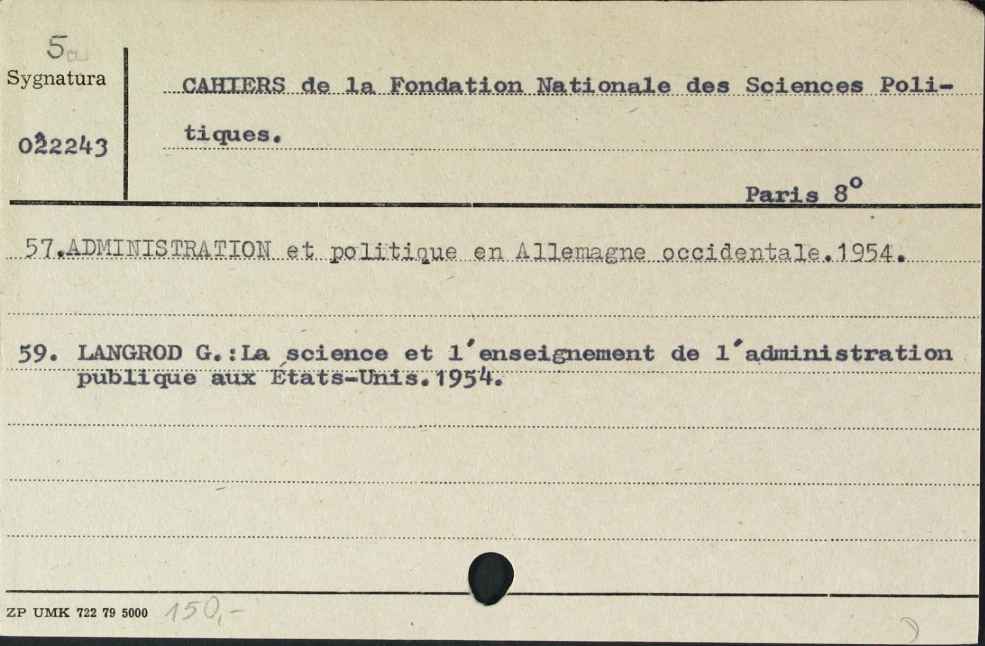 5a
Sygnatura
022243
CAHIERS de la Fondation Nationale des Sciences Poli-
tiques.
Paris 8°
57.ADMINISTRATION et politique en Allemagne occidentale.1954.
59. LANGROD G.:La science et l'enseignement de l'administration
publique aux Etats-Unis.1954.
ZP UMK 722 79 5000 150,-